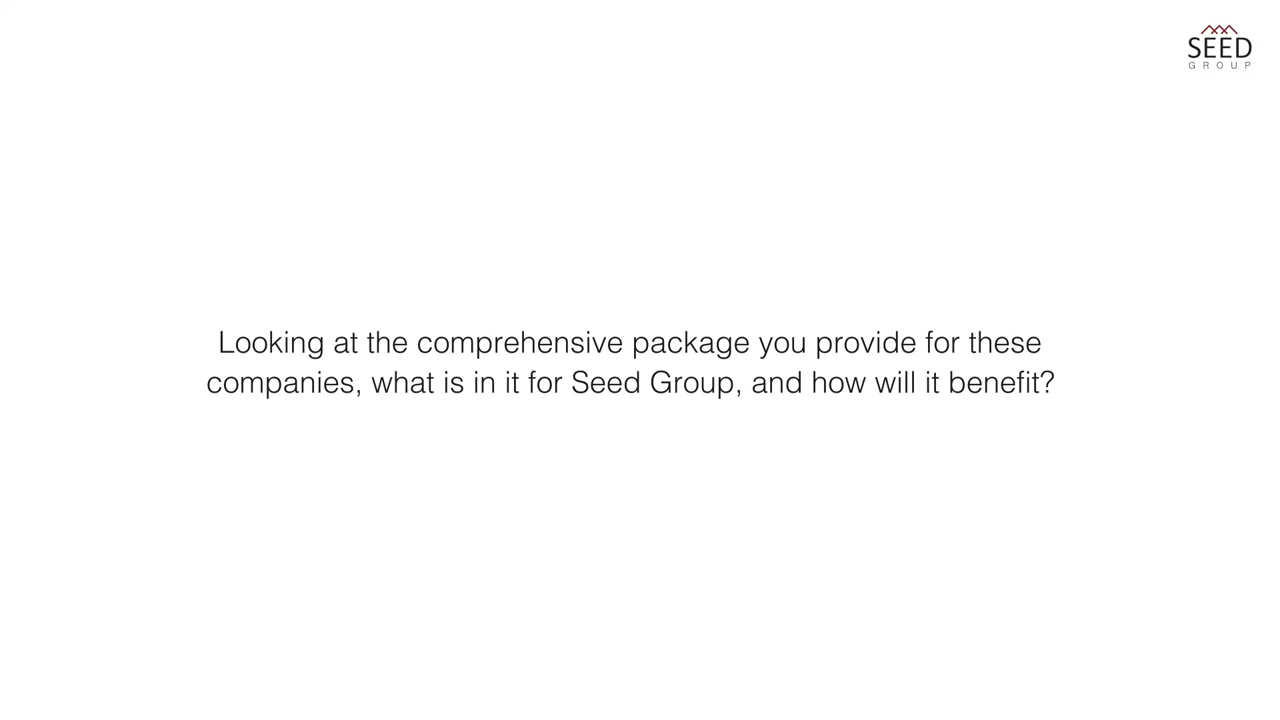 SEED
GROUP
Looking at the comprehensive package you provide for these
companies, what is in it for Seed Group, and how will it benefit?